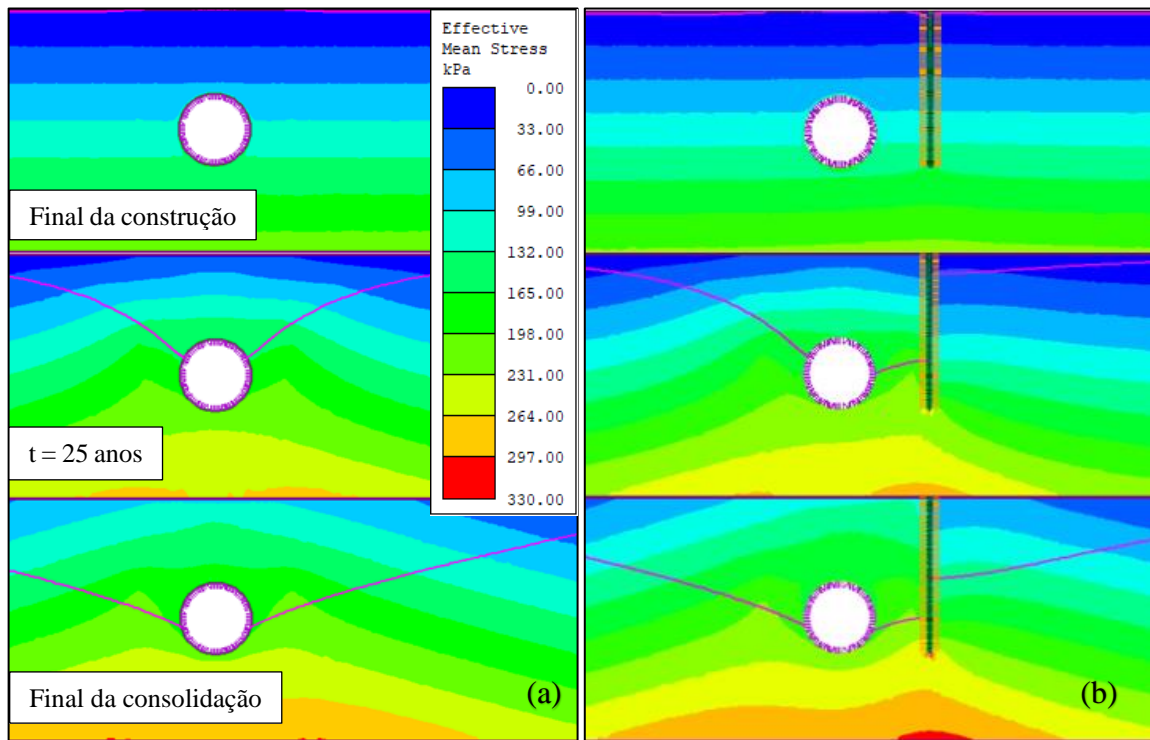 Effective
Mean Stress
kPa
0.00
33.00
66.00
99.00
132.00
165.00
198.00
231.00
264.00
297.00
330.00
Final da construção
t = 25 anos
Final da consolidação
(a)
(b)